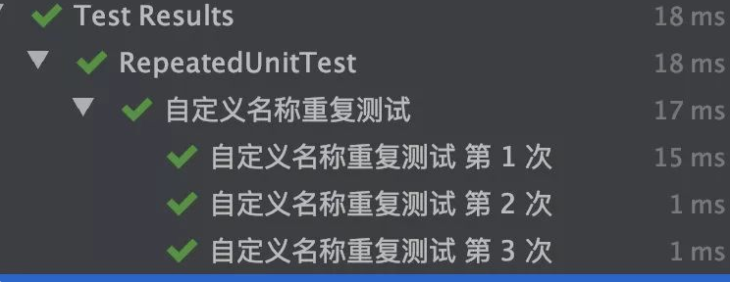 Test Results 18 ms
RepeatedUnitTest 18 ms
自定义名称重复测试 17 ms
自定义名称重复测试 第 1 次 15 ms
自定义名称重复测试 第 2 次 1 ms
自定义名称重复测试 第 3 次 1 ms